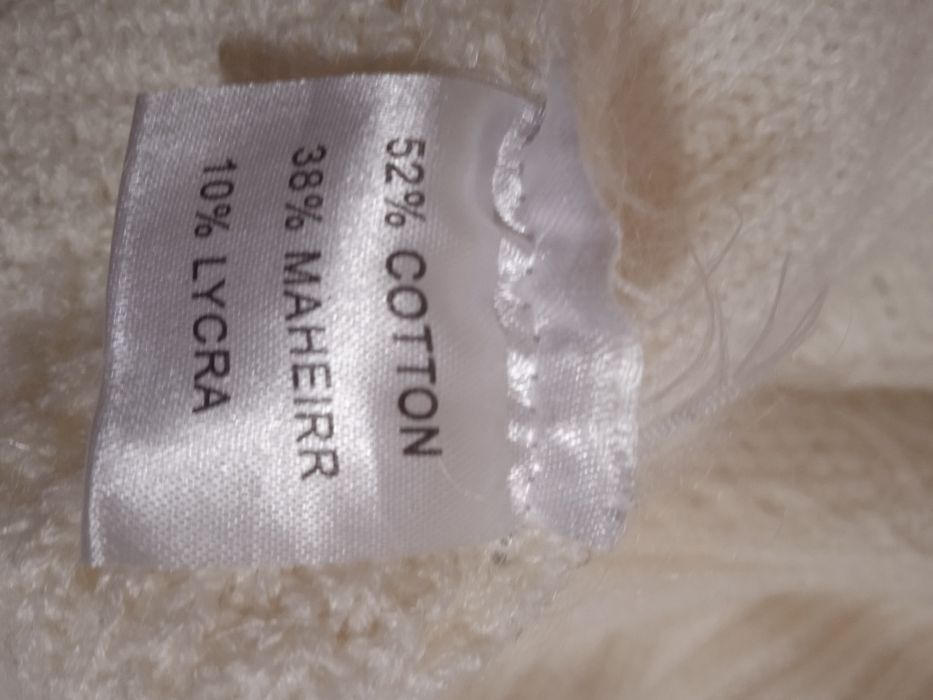 52% COTTON
38% MAHEIRR
10% LYCRA